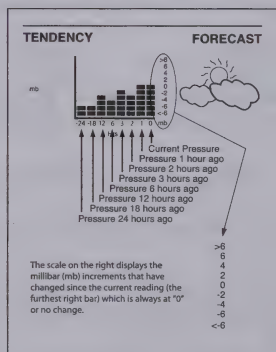 TENDENCY
FORECAST
mb
>6
6
4
2
0
-2
-4
-6
<-6
-24 -18 12 6 3 2 1 0
hrs
Current Pressure
Pressure 1 hour ago
Pressure 2 hours ago
Pressure 3 hours ago
Pressure 6 hours ago
Pressure 12 hours ago
Pressure 18 hours ago
Pressure 24 hours ago
>6
6
4
2
0
-2
-4
-6
<-6
The scale on the right displays the
millibar (mb) increments that have
changed since the current reading (the
furthest right bar) which is always at "0"
or no change.